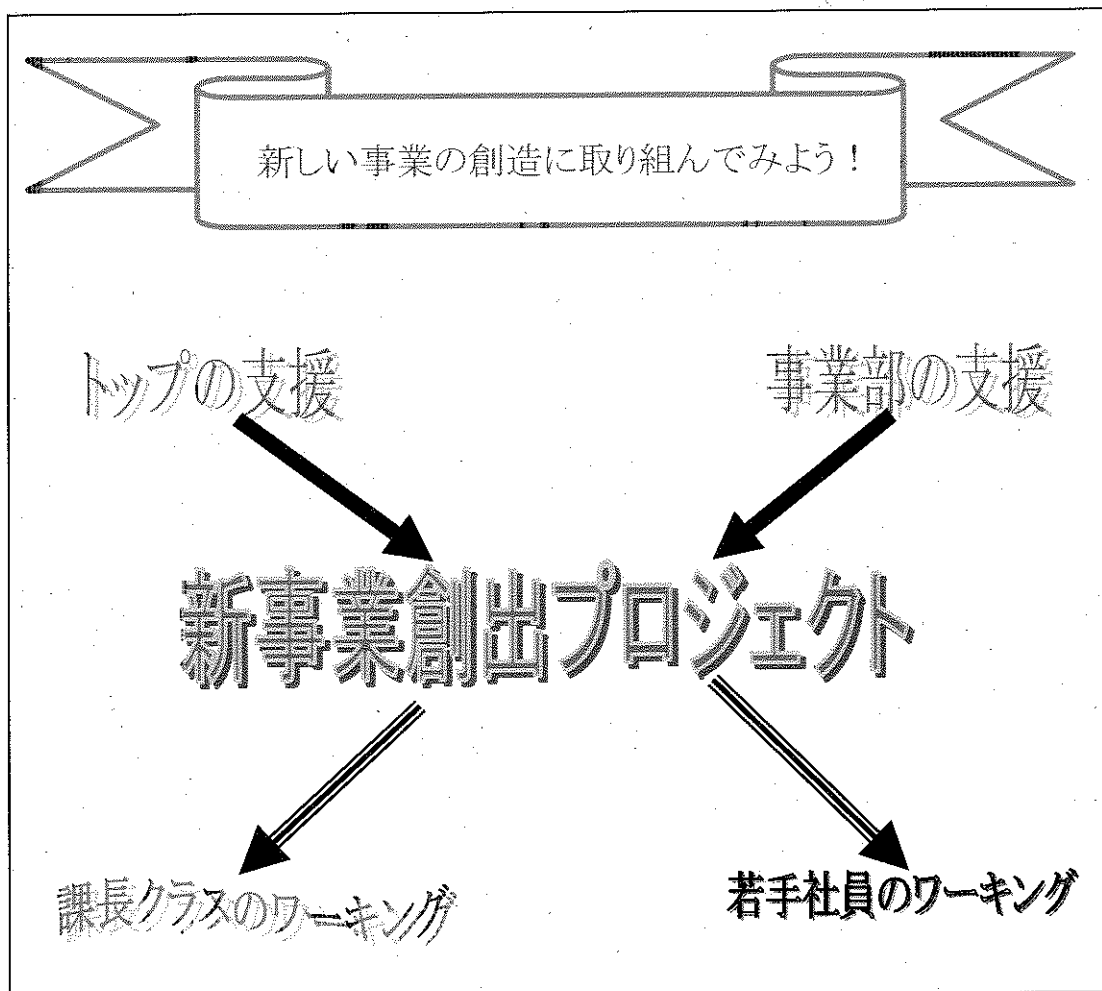 新しい事業の創造に取り組んでみよう！
トップの支援
事業部の支援
新事業創出プロジェクト
課長クラスのワーキング
若手社員のワーキング